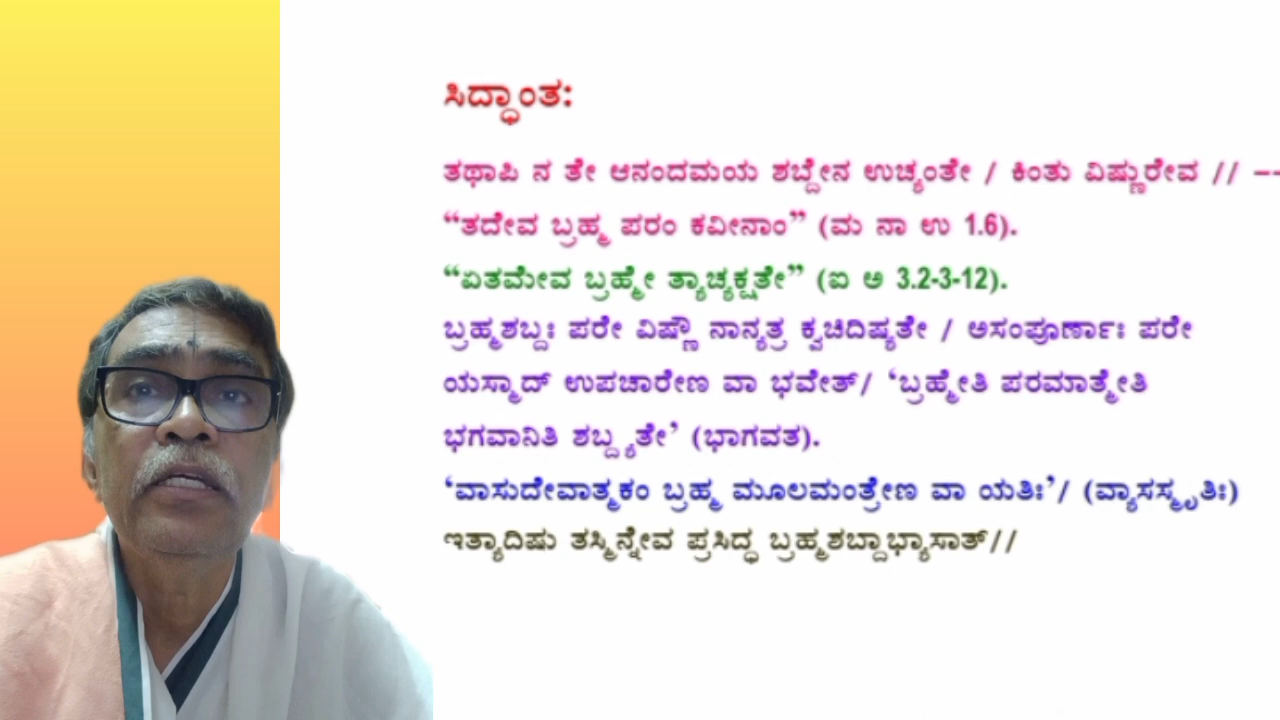 ಸಿದ್ಧಾಂತ:
ತಥಾಪಿ ನ ತೇ ಆನಂದಮಯ ಶಬ್ದೇನ ಉಚ್ಯಂತೇ / ಕಿಂತು ವಿಷ್ಣುರೇವ // --
“ತದೇವ ಬ್ರಹ್ಮ ಪರಂ ಕವೀನಾಂ” (ಮ ನಾ ಉ 1.6).
“ಏತಮೇವ ಬ್ರಹ್ಮೇ ತ್ಯಾಚ್ಯಕ್ಷತೇ” (ಐ ಅ 3.2-3-12).
ಬ್ರಹ್ಮಶಬ್ದಃ ಪರೇ ವಿಷ್ಣೌ ನಾನ್ಯತ್ರ ಕ್ವಚಿದಿಷ್ಯತೇ / ಅಸಂಪೂರ್ಣಾಃ ಪರೇ
ಯಸ್ಮಾದ್ ಉಪಚಾರೇಣ ವಾ ಭವೇತ್/ ‘ಬ್ರಹ್ಮೇತಿ ಪರಮಾತ್ಮೇತಿ
ಭಗವಾನಿತಿ ಶಬ್ದ್ಯತೇ’ (ಭಾಗವತ).
‘ವಾಸುದೇವಾತ್ಮಕಂ ಬ್ರಹ್ಮ ಮೂಲಮಂತ್ರೇಣ ವಾ ಯತಿಃ’/ (ವ್ಯಾಸಸ್ಮೃತಿಃ)
ಇತ್ಯಾದಿಷು ತಸ್ಮಿನ್ನೇವ ಪ್ರಸಿದ್ಧ ಬ್ರಹ್ಮಶಬ್ದಾಭ್ಯಾಸಾತ್//